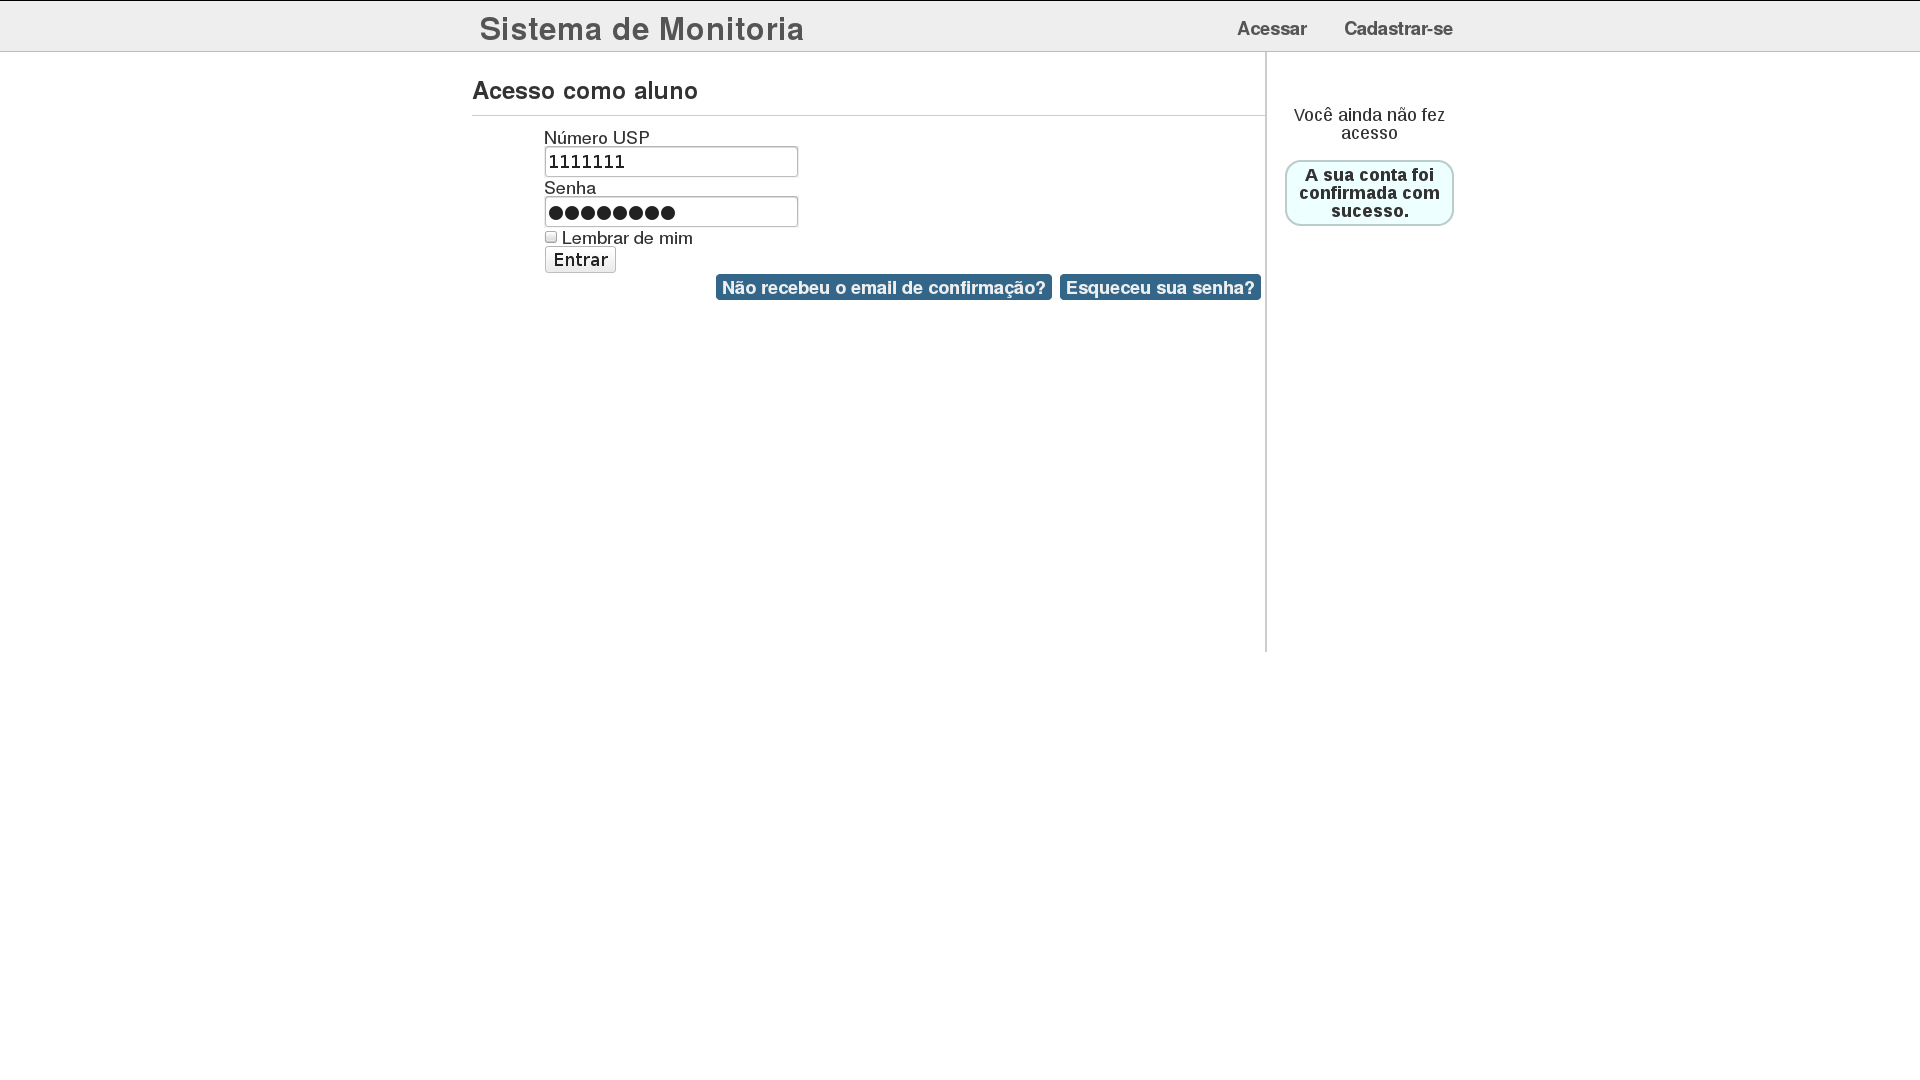 Sistema de Monitoria
Acessar
Cadastrar-se
Acesso como aluno
Número USP
1111111
Senha
●●●●●●●●
Lembrar de mim
Entrar
Não recebeu o email de confirmação?
Esqueceu sua senha?
Você ainda não fez
acesso
A sua conta foi
confirmada com
sucesso.